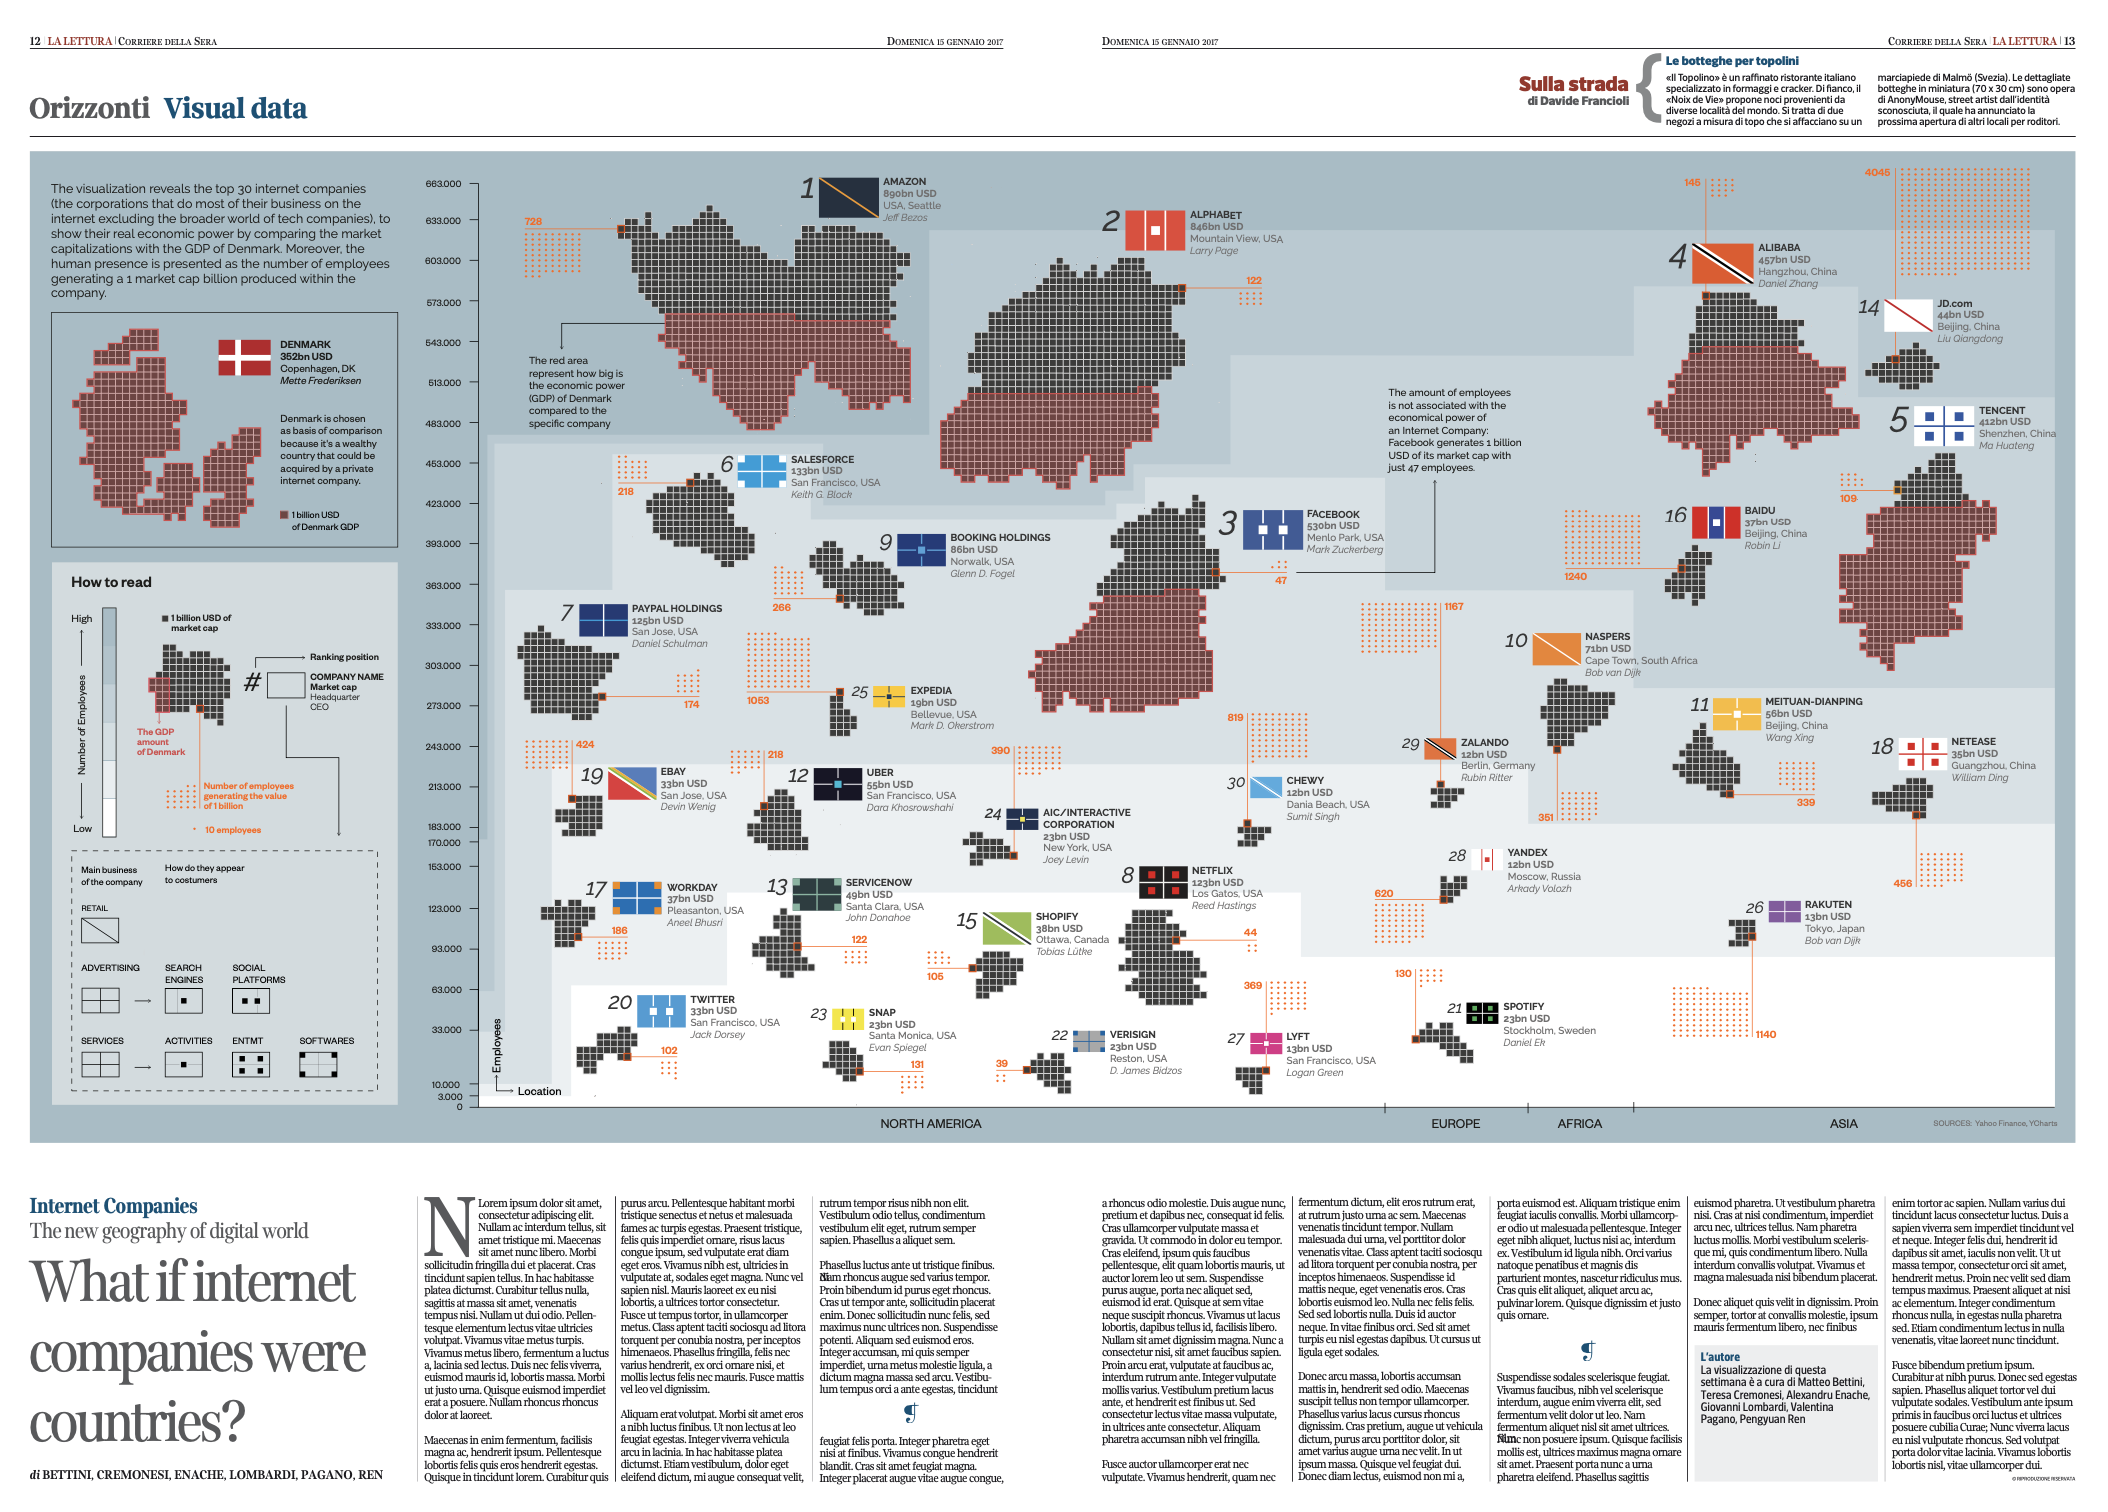 12 | LA LETTURA | CORRIERE DELLA SERA
DOMENICA 15 GENNAIO 2017
DOMENICA 15 GENNAIO 2017
CORRIERE DELLA SERA | LA LETTURA | 13
Orizzonti Visual data
Sulla strada
di Davide Francioli
Le botteghe per topolini
«Il Topolino» è un raffinato ristorante italiano
specializzato in formaggi e cracker. Di fianco, il
«Noix de Vie» propone noci provenienti da
diverse località del mondo. Si tratta di due
negozi a misura di topo che si affacciano su un
marciapiede di Malmö (Svezia). Le dettagliate
botteghe in miniatura (70 x 30 cm) sono opera
di AnonyMouse, street artist dall'identità
sconosciuta, il quale ha annunciato la
prossima apertura di altri locali per roditori.
The visualization reveals the top 30 internet companies
(the corporations that do most of their business on the
internet excluding the broader world of tech companies), to
show their real economic power by comparing the market
capitalizations with the GDP of Denmark. Moreover, the
human presence is presented as the number of employees
generating a 1 market cap billion produced within the
company.
DENMARK
352bn USD
Copenhagen, DK
Mette Frederiksen
Denmark is chosen
as basis of comparison
because it's a wealthy
country that could be
acquired by a private
internet company.
1 billion USD
of Denmark GDP
How to read
High
Number of Employees
Low
1 billion USD of
market cap
Ranking position
#
COMPANY NAME
Market cap
Headquarter
CEO
The GDP
amount
of Denmark
Number of employees
generating the value
of 1 billion
10 employees
Main business
of the company
How do they appear
to costumers
RETAIL
ADVERTISING
SEARCH
ENGINES
SOCIAL
PLATFORMS
SERVICES
ACTIVITIES
ENTMT
SOFTWARES
663.000
633.000
603.000
573.000
543.000
513.000
483.000
453.000
423.000
393.000
363.000
333.000
303.000
273.000
243.000
213.000
183.000
170.000
153.000
123.000
93.000
63.000
33.000
10.000
3.000
0
Employees
Location
NORTH AMERICA
EUROPE
AFRICA
ASIA
SOURCES: Yahoo Finance, YCharts
1
AMAZON
890bn USD
USA, Seattle
Jeff Bezos
728
The red area
represent how big is
the economic power
(GDP) of Denmark
compared to the
specific company
2
ALPHABET
846bn USD
Mountain View, USA
Larry Page
122
4
ALIBABA
457bn USD
Hangzhou, China
Daniel Zhang
145
14
JD.com
44bn USD
Beijing, China
Liu Qiangdong
4045
The amount of employees
is not associated with the
economical power of
an Internet Company:
Facebook generates 1 billion
USD of its market cap with
just 47 employees.
5
TENCENT
412bn USD
Shenzhen, China
Ma Huateng
109
6
SALESFORCE
133bn USD
San Francisco, USA
Keith G. Block
218
9
BOOKING HOLDINGS
86bn USD
Norwalk, USA
Glenn D. Fogel
266
3
FACEBOOK
530bn USD
Menlo Park, USA
Mark Zuckerberg
47
16
BAIDU
37bn USD
Beijing, China
Robin Li
1240
7
PAYPAL HOLDINGS
125bn USD
San Jose, USA
Daniel Schulman
174
25
EXPEDIA
19bn USD
Bellevue, USA
Mark D. Okerstrom
1053
10
NASPERS
71bn USD
Cape Town, South Africa
Bob van Dijk
351
11
MEITUAN-DIANPING
56bn USD
Beijing, China
Wang Xing
339
18
NETEASE
35bn USD
Guangzhou, China
William Ding
456
29
ZALANDO
12bn USD
Berlin, Germany
Rubin Ritter
1167
19
EBAY
33bn USD
San Jose, USA
Devin Wenig
424
12
UBER
55bn USD
San Francisco, USA
Dara Khosrowshahi
218
24
AIC/INTERACTIVE
CORPORATION
23bn USD
New York, USA
Joey Levin
390
30
CHEWY
12bn USD
Dania Beach, USA
Sumit Singh
819
28
YANDEX
12bn USD
Moscow, Russia
Arkady Volozh
620
17
WORKDAY
37bn USD
Pleasanton, USA
Aneel Bhusri
186
13
SERVICENOW
49bn USD
Santa Clara, USA
John Donahoe
122
15
SHOPIFY
38bn USD
Ottawa, Canada
Tobias Lütke
105
8
NETFLIX
123bn USD
Los Gatos, USA
Reed Hastings
44
26
RAKUTEN
13bn USD
Tokyo, Japan
Bob van Dijk
1140
20
TWITTER
33bn USD
San Francisco, USA
Jack Dorsey
102
23
SNAP
23bn USD
Santa Monica, USA
Evan Spiegel
131
22
VERISIGN
23bn USD
Reston, USA
D. James Bidzos
39
27
LYFT
13bn USD
San Francisco, USA
Logan Green
369
21
SPOTIFY
23bn USD
Stockholm, Sweden
Daniel Ek
130
Internet Companies
The new geography of digital world
What if internet
companies were
countries?
di BETTINI, CREMONESI, ENACHE, LOMBARDI, PAGANO, REN
N
Lorem ipsum dolor sit amet,
consectetur adipiscing elit.
Nullam ac interdum tellus, sit
amet tristique mi. Maecenas
sit amet nunc libero. Morbi
sollicitudin fringilla dui et placerat. Cras
tincidunt sapien tellus. In hac habitasse
platea dictumst. Curabitur tellus nulla,
sagittis at massa sit amet, venenatis
tempus nisi. Nullam ut dui odio. Pellen-
tesque elementum lectus vitae ultricies
volutpat. Vivamus vitae metus turpis.
Vivamus metus libero, fermentum a luctus
a, lacinia sed lectus. Duis nec felis viverra,
euismod mauris id, lobortis massa. Morbi
ut justo urna. Quisque euismod imperdiet
erat a posuere. Nullam rhoncus rhoncus
dolor at laoreet.
Maecenas in enim fermentum, facilisis
magna ac, hendrerit ipsum. Pellentesque
lobortis felis quis eros hendrerit egestas.
Quisque in tincidunt lorem. Curabitur quis
purus arcu. Pellentesque habitant morbi
tristique senectus et netus et malesuada
fames ac turpis egestas. Praesent tristique,
felis quis imperdiet ornare, risus lacus
congue ipsum, sed vulputate erat diam
eget eros. Vivamus nibh est, ultricies in
vulputate at, sodales eget magna. Nunc vel
sapien nisl. Mauris laoreet ex eu nisi
lobortis, a ultrices tortor consectetur.
Fusce ut tempus tortor, in ullamcorper
metus. Class aptent taciti sociosqu ad litora
torquent per conubia nostra, per inceptos
himenaeos. Phasellus fringilla, felis nec
varius hendrerit, ex orci ornare nisi, et
mollis lectus felis nec mauris. Fusce mattis
vel leo vel dignissim.
Aliquam erat volutpat. Morbi sit amet eros
a nibh luctus finibus. Ut non lectus at leo
feugiat egestas. Integer viverra vehicula
arcu in lacinia. In hac habitasse platea
dictumst. Etiam vestibulum, dolor eget
eleifend dictum, mi augue consequat velit,
rutrum tempor risus nibh non elit.
Vestibulum odio tellus, condimentum
vestibulum elit eget, rutrum semper
sapien. Phasellus a aliquet sem.
Phasellus luctus ante ut tristique finibus.
Nam rhoncus augue sed varius tempor.
Proin bibendum id purus eget rhoncus.
Cras ut tempor ante, sollicitudin placerat
enim. Donec sollicitudin nunc felis, sed
maximus nunc ultrices non. Suspendisse
potenti. Aliquam sed euismod eros.
Integer accumsan, mi quis semper
imperdiet, urna metus molestie ligula, a
dictum magna massa sed arcu. Vestibu-
lum tempus orci a ante egestas, tincidunt
¶
feugiat felis porta. Integer pharetra eget
nisi at finibus. Vivamus congue hendrerit
blandit. Cras sit amet feugiat magna.
Integer placerat augue vitae augue congue,
a rhoncus odio molestie. Duis augue nunc,
pretium et dapibus nec, consequat id felis.
Cras ullamcorper vulputate massa et
gravida. Ut commodo in dolor eu tempor.
Cras eleifend, ipsum quis faucibus
pellentesque, elit quam lobortis mauris, ut
auctor lorem leo ut sem. Suspendisse
purus augue, porta nec aliquet sed,
euismod id erat. Quisque at sem vitae
neque suscipit rhoncus. Vivamus ut lacus
lobortis, dapibus tellus id, facilisis libero.
Nullam sit amet dignissim magna. Nunc a
consectetur nisi, sit amet faucibus sapien.
Proin arcu erat, vulputate at faucibus ac,
interdum rutrum ante. Integer vulputate
mollis varius. Vestibulum pretium lacus
ante, et hendrerit est finibus ut. Sed
consectetur lectus vitae massa vulputate,
in ultrices ante consectetur. Aliquam
pharetra accumsan nibh vel fringilla.
Fusce auctor ullamcorper erat nec
vulputate. Vivamus hendrerit, quam nec
fermentum dictum, elit eros rutrum erat,
at rutrum justo urna ac sem. Maecenas
venenatis tincidunt tempor. Nullam
malesuada dui urna, vel porttitor dolor
venenatis vitae. Class aptent taciti sociosqu
ad litora torquent per conubia nostra, per
inceptos himenaeos. Suspendisse id
mattis neque, eget venenatis eros. Cras
lobortis euismod leo. Nulla nec felis felis.
Sed sed lobortis nulla. Duis id auctor
neque. In vitae finibus orci. Sed sit amet
turpis eu nisl egestas dapibus. Ut cursus ut
ligula eget sodales.
Donec arcu massa, lobortis accumsan
mattis in, hendrerit sed odio. Maecenas
suscipit tellus non tempor ullamcorper.
Phasellus varius lacus cursus rhoncus
dignissim. Cras pretium, augue ut vehicula
dictum, purus arcu porttitor dolor, sit
amet varius augue urna nec velit. In ut
ipsum massa. Quisque vel feugiat dui.
Donec diam lectus, euismod non mi a,
porta euismod est. Aliquam tristique enim
feugiat iaculis convallis. Morbi ullamcorp-
er odio ut malesuada pellentesque. Integer
eget nibh aliquet, luctus nisi ac, interdum
ex. Vestibulum id ligula nibh. Orci varius
natoque penatibus et magnis dis
parturient montes, nascetur ridiculus mus.
Cras quis elit aliquet, aliquet arcu ac,
pulvinar lorem. Quisque dignissim et justo
quis ornare.
¶
Suspendisse sodales scelerisque feugiat.
Vivamus faucibus, nibh vel scelerisque
interdum, augue enim viverra elit, sed
fermentum velit dolor ut leo. Nam
fermentum aliquet nisl sit amet ultrices.
Nunc non posuere ipsum. Quisque facilisis
mollis est, ultrices maximus magna ornare
sit amet. Praesent porta nunc a urna
pharetra eleifend. Phasellus sagittis
euismod pharetra. Ut vestibulum pharetra
nisi. Cras at nisi condimentum, imperdiet
arcu nec, ultrices tellus. Nam pharetra
luctus mollis. Morbi vestibulum sceleris-
que mi, quis condimentum libero. Nulla
interdum convallis volutpat. Vivamus et
magna malesuada nisi bibendum placerat.
Donec aliquet quis velit in dignissim. Proin
semper, tortor at convallis molestie, ipsum
mauris fermentum libero, nec finibus
L'autore
La visualizzazione di questa
settimana è a cura di Matteo Bettini,
Teresa Cremonesi, Alexandru Enache,
Giovanni Lombardi, Valentina
Pagano, Pengyuan Ren
enim tortor ac sapien. Nullam varius dui
tincidunt lacus consectetur luctus. Duis a
sapien viverra sem imperdiet tincidunt vel
et neque. Integer felis dui, hendrerit id
dapibus sit amet, iaculis non velit. Ut ut
massa tempor, consectetur orci sit amet,
hendrerit metus. Proin nec velit sed diam
tempus maximus. Praesent aliquet at nisi
ac elementum. Integer condimentum
rhoncus nulla, in egestas nulla pharetra
sed. Etiam condimentum lectus in nulla
venenatis, vitae laoreet nunc tincidunt.
Fusce bibendum pretium ipsum.
Curabitur at nibh purus. Donec sed egestas
sapien. Phasellus aliquet tortor vel dui
vulputate sodales. Vestibulum ante ipsum
primis in faucibus orci luctus et ultrices
posuere cubilia Curae; Nunc viverra lacus
eu nisl vulputate rhoncus. Sed volutpat
porta dolor vitae lacinia. Vivamus lobortis
lobortis nisl, vitae ullamcorper dui.
© RIPRODUZIONE RISERVATA